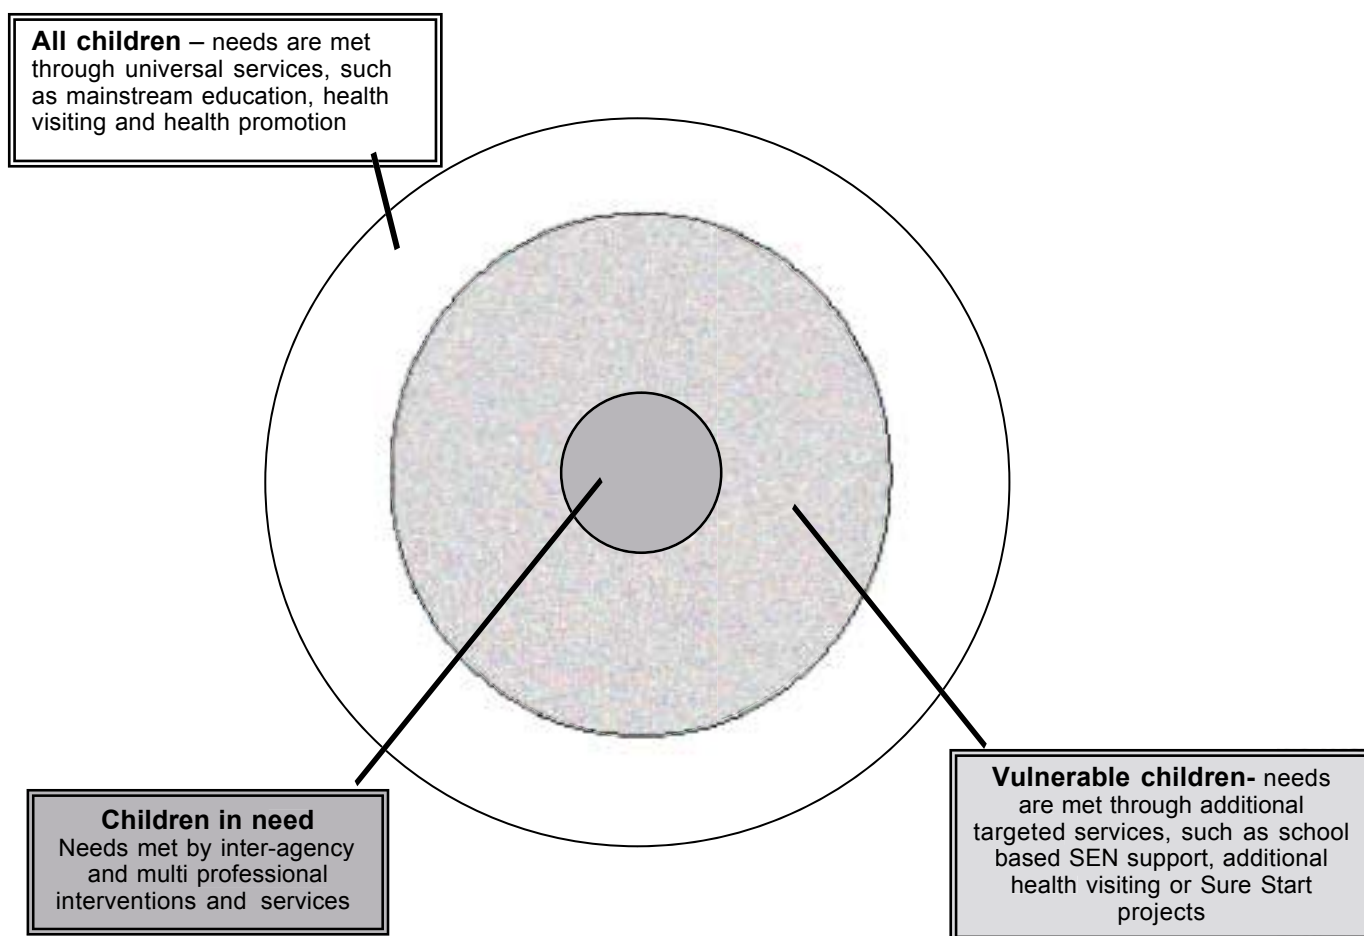 All children – needs are met
through universal services, such
as mainstream education, health
visiting and health promotion
Children in need
Needs met by inter-agency
and multi professional
interventions and services
Vulnerable children- needs
are met through additional
targeted services, such as school
based SEN support, additional
health visiting or Sure Start
projects